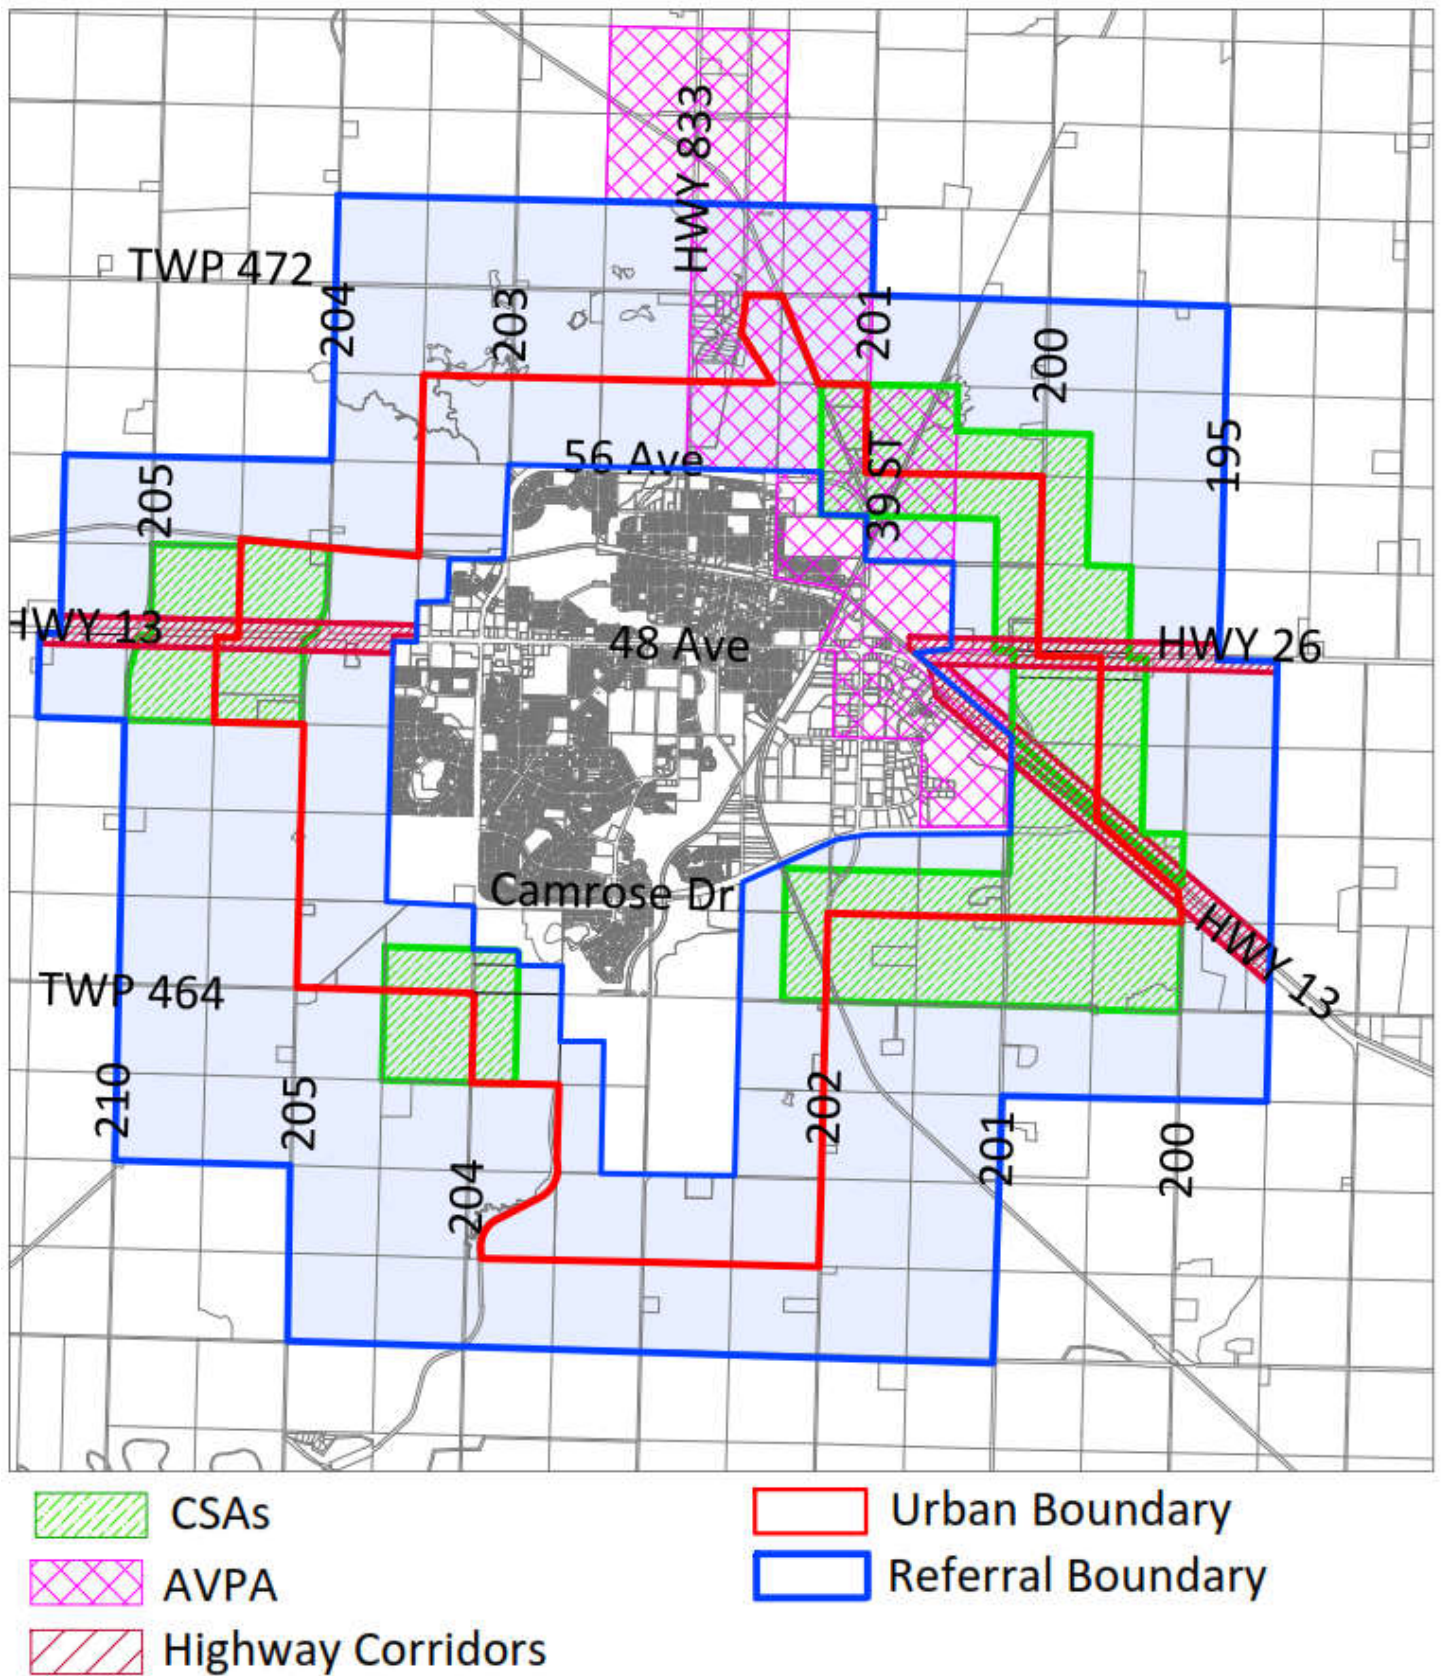 HWY 833
TWP 472
204
203
201
200
195
56 Ave
205
39 ST
HWY 13
48 Ave
HWY 26
Camrose Dr
HWY 13
TWP 464
210
205
204
202
201
200
CSAs
Urban Boundary
AVPA
Referral Boundary
Highway Corridors